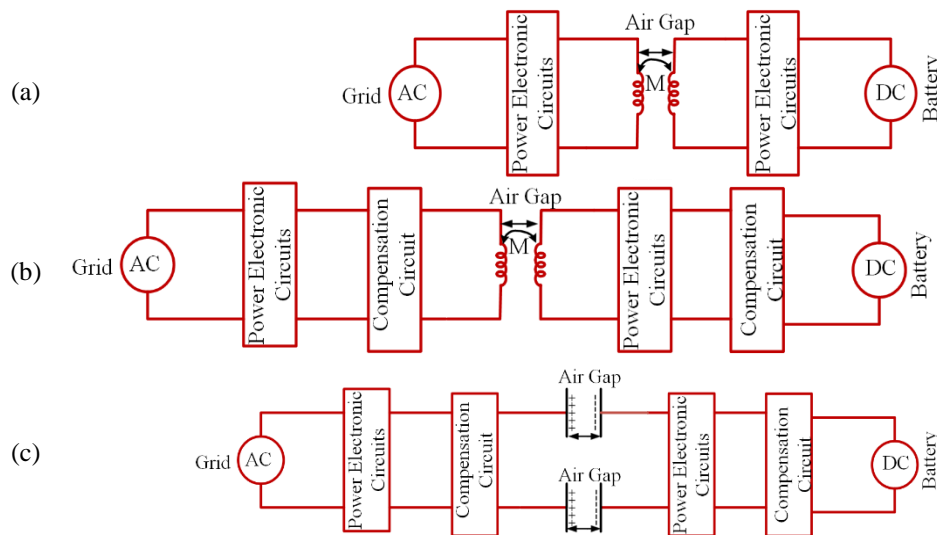 (a)
Grid
AC
Power Electronic
Circuits
Air Gap
M
Power Electronic
Circuits
DC
Battery
(b)
Grid
AC
Power Electronic
Circuits
Compensation
Circuit
Air Gap
M
Power Electronic
Circuits
Compensation
Circuit
DC
Battery
(c)
Grid
AC
Power Electronic
Circuits
Compensation
Circuit
Air Gap
++++
----
Air Gap
++++
----
Power Electronic
Circuits
Compensation
Circuit
DC
Battery